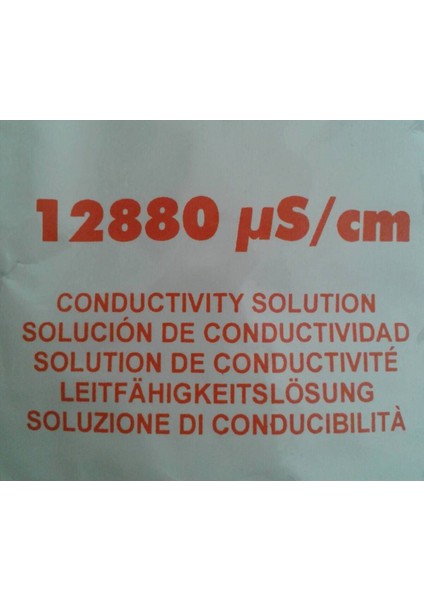 12880 µS/cm
CONDUCTIVITY SOLUTION
SOLUCIÓN DE CONDUCTIVIDAD
SOLUTION DE CONDUCTIVITÉ
LEITFÄHIGKEITSLÖSUNG
SOLUZIONE DI CONDUCIBILITÀ